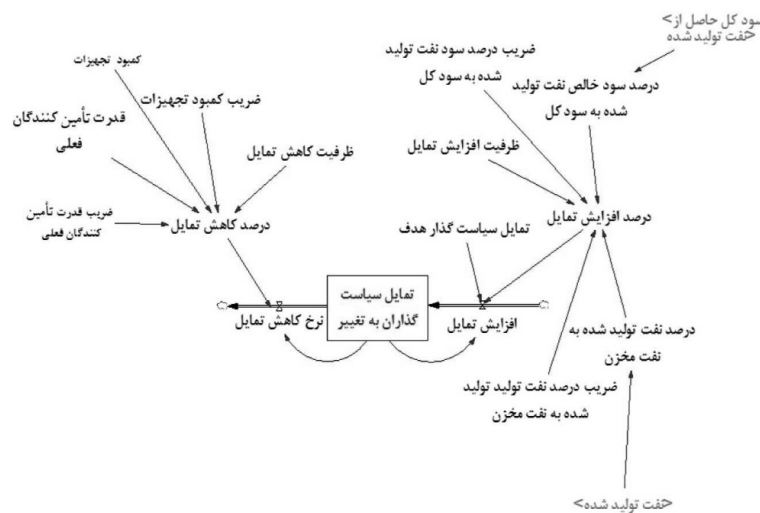 <سود کل حاصل از
نفت تولید شده>
ضریب درصد سود نفت تولید
شده به سود کل
درصد سود خالص نفت تولید
شده به سود کل
کمبود تجهیزات
ضریب کمبود تجهیزات
قدرت تأمین کنندگان
فعلی
ظرفیت کاهش تمایل
ظرفیت افزایش تمایل
ضریب قدرت تأمین
کنندگان فعلی
درصد کاهش تمایل
تمایل سیاست گذار هدف
درصد افزایش تمایل
تمایل سیاست
گذاران به تغییر
نرخ کاهش تمایل
افزایش تمایل
درصد نفت تولید شده به
نفت مخزن
ضریب درصد نفت تولید تولید
شده به نفت مخزن
<نفت تولید شده>